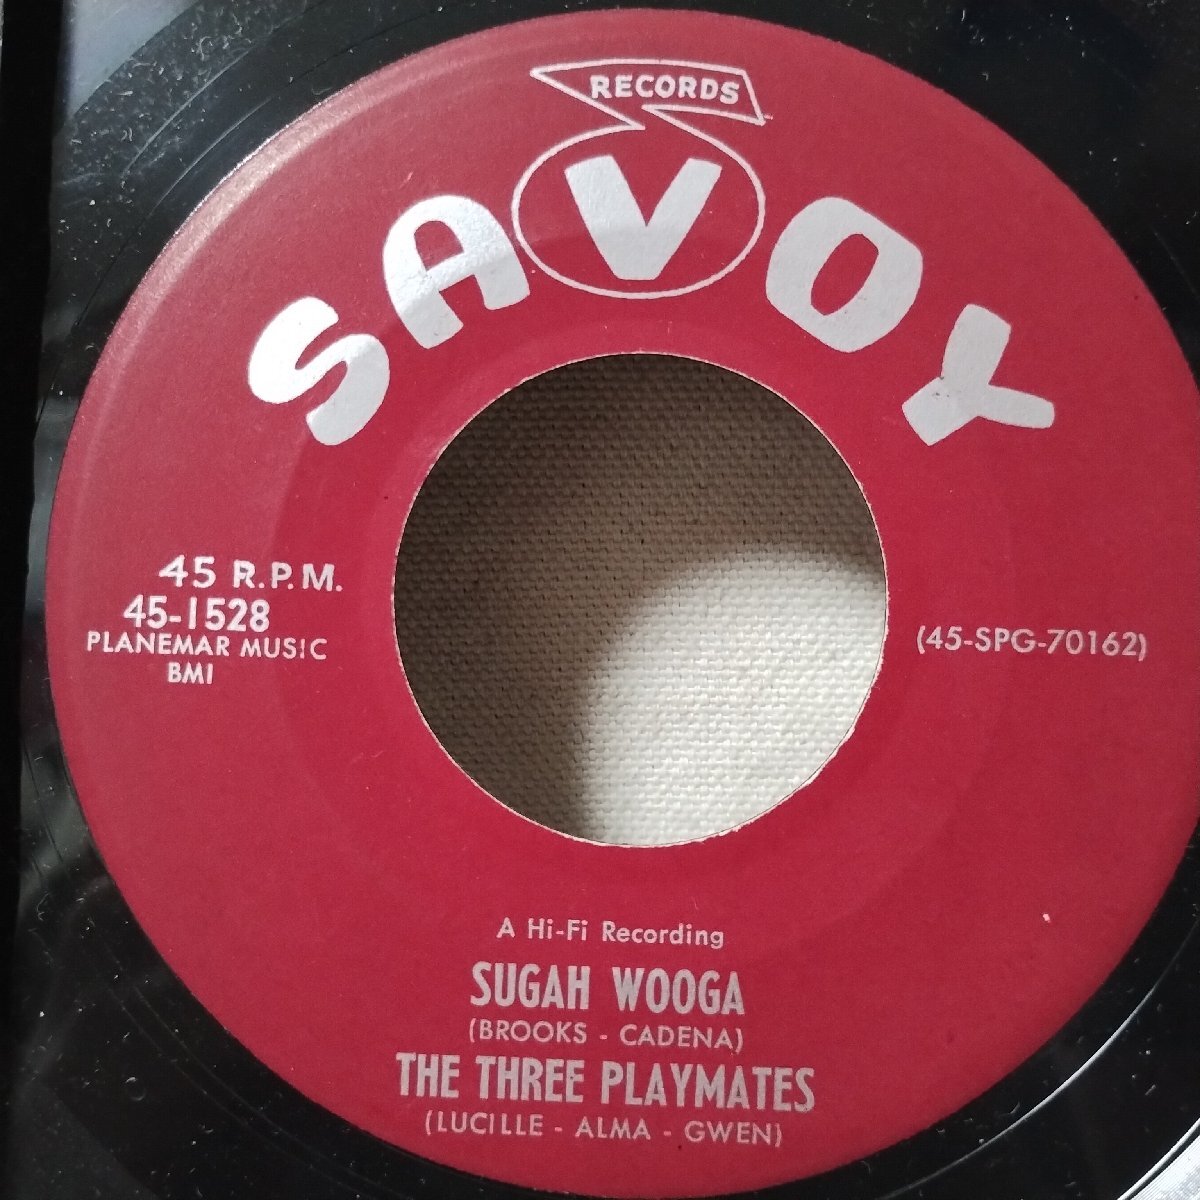 RECORDS
SAVOY
45 R.P.M.
45-1528
PLANEMAR MUSIC
BMI
(45-SPG-70162)
A Hi-Fi Recording
SUGAH WOOGA
(BROOKS - CADENA)
THE THREE PLAYMATES
(LUCILLE - ALMA - GWEN)